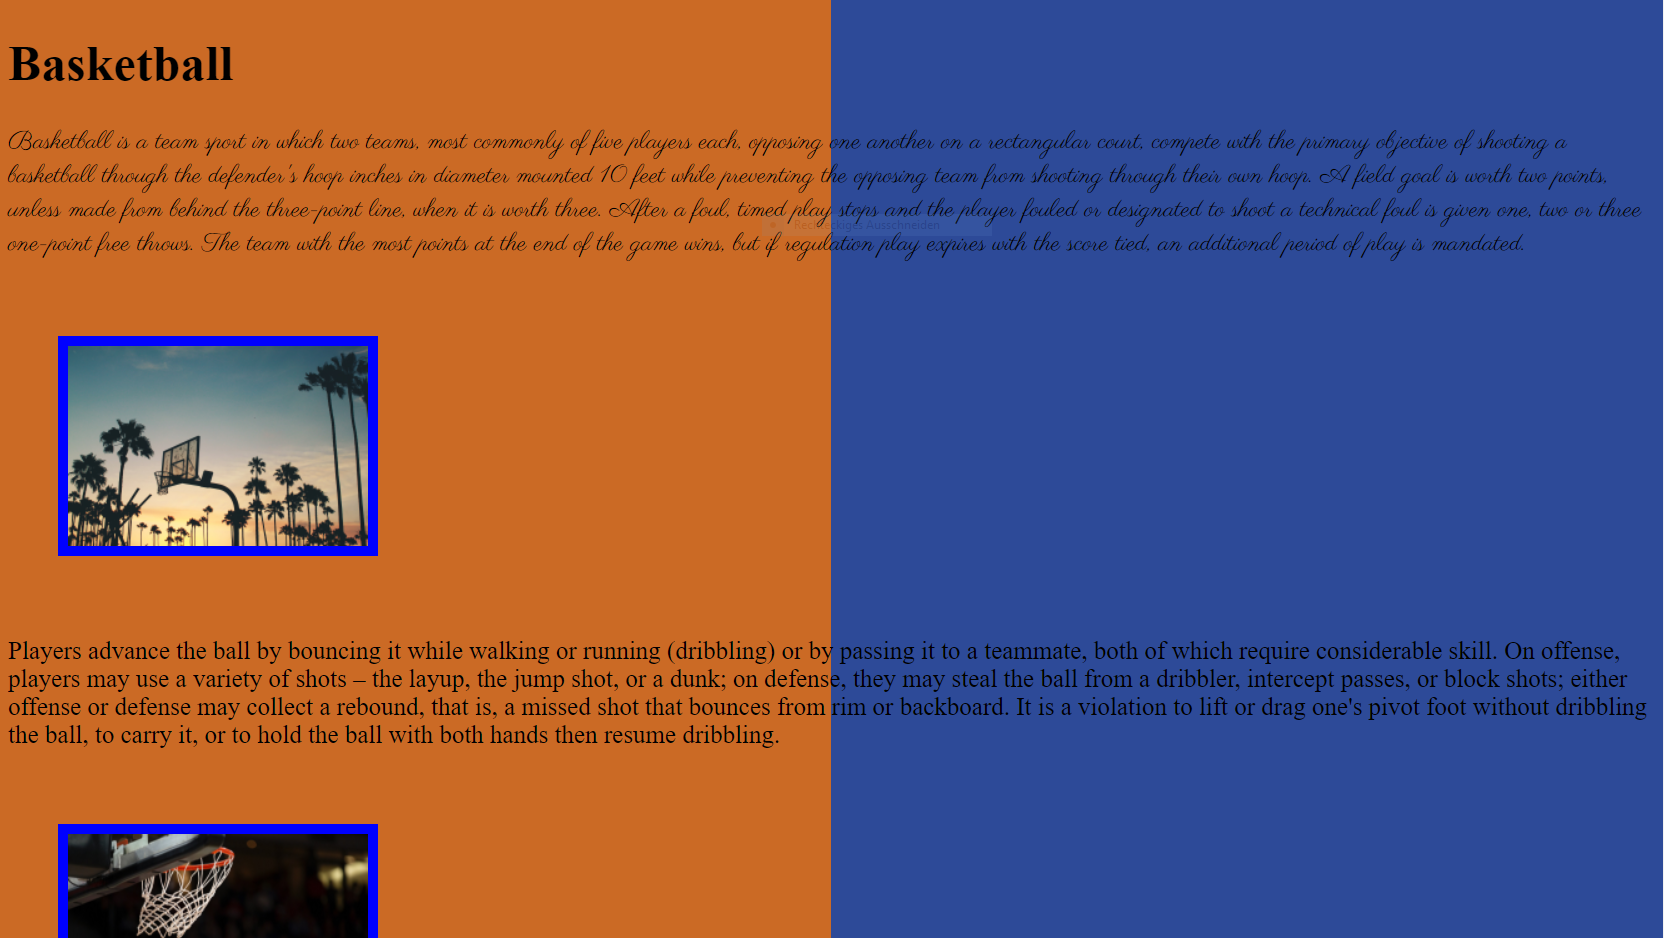 Basketball
Basketball is a team sport in which two teams, most commonly of five players each, opposing one another on a rectangular court, compete with the primary objective of shooting a
basketball through the defender's hoop inches in diameter mounted 10 feet while preventing the opposing team from shooting through their own hoop. A field goal is worth two points,
unless made from behind the three-point line, when it is worth three. After a foul, timed play stops and the player fouled or designated to shoot a technical foul is given one, two or three
Rechteckiges Ausschneiden
one-point free throws. The team with the most points at the end of the game wins, but if regulation play expires with the score tied, an additional period of play is mandated.
Players advance the ball by bouncing it while walking or running (dribbling) or by passing it to a teammate, both of which require considerable skill. On offense,
players may use a variety of shots – the layup, the jump shot, or a dunk; on defense, they may steal the ball from a dribbler, intercept passes, or block shots; either
offense or defense may collect a rebound, that is, a missed shot that bounces from rim or backboard. It is a violation to lift or drag one's pivot foot without dribbling
the ball, to carry it, or to hold the ball with both hands then resume dribbling.